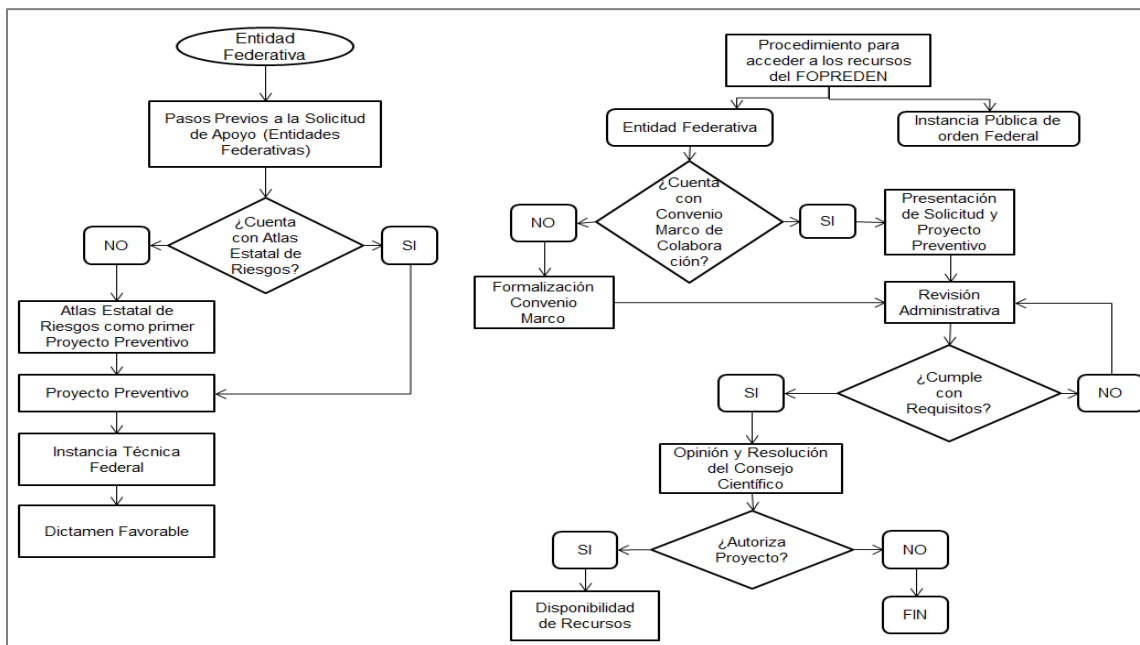 Entidad
Federativa
Pasos Previos a la Solicitud
de Apoyo (Entidades
Federativas)
¿Cuenta
con Atlas
Estatal de
Riesgos?
NO
SI
Atlas Estatal de
Riesgos como primer
Proyecto Preventivo
Proyecto Preventivo
Instancia Técnica
Federal
Dictamen Favorable
Procedimiento para
acceder a los recursos
del FOPREDEN
Entidad Federativa
Instancia Pública de
orden Federal
¿Cuenta
con
Convenio
Marco de
Colabora
ción?
NO
SI
Presentación
de Solicitud y
Proyecto
Preventivo
Formalización
Convenio
Marco
Revisión
Administrativa
¿Cumple
con
Requisitos?
SI
NO
Opinión y Resolución
del Consejo
Científico
¿Autoriza
Proyecto?
SI
NO
Disponibilidad
de Recursos
FIN